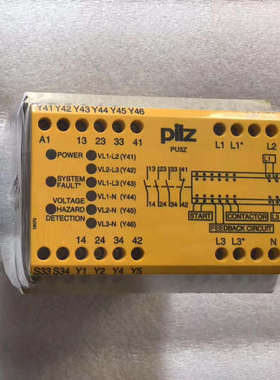 Y41 Y42 Y43 Y44 Y45 Y46
A1 13 23 33 41
pilz
PU3Z
L1 L1* L2
POWER
SYSTEM
FAULT*
VOLTAGE
HAZARD
DETECTION
VL1-L2 (Y41)
VL2-L3 (Y42)
VL1-L3 (Y43)
VL1-N (Y44)
VL2-N (Y45)
VL3-N (Y46)
13 23 33 41
14 24 34 42
START
CONTACTOR
FEEDBACK CIRCUIT
L3 L3* N
14 24 34 42
S33 S34 Y1 Y2 Y4 Y5